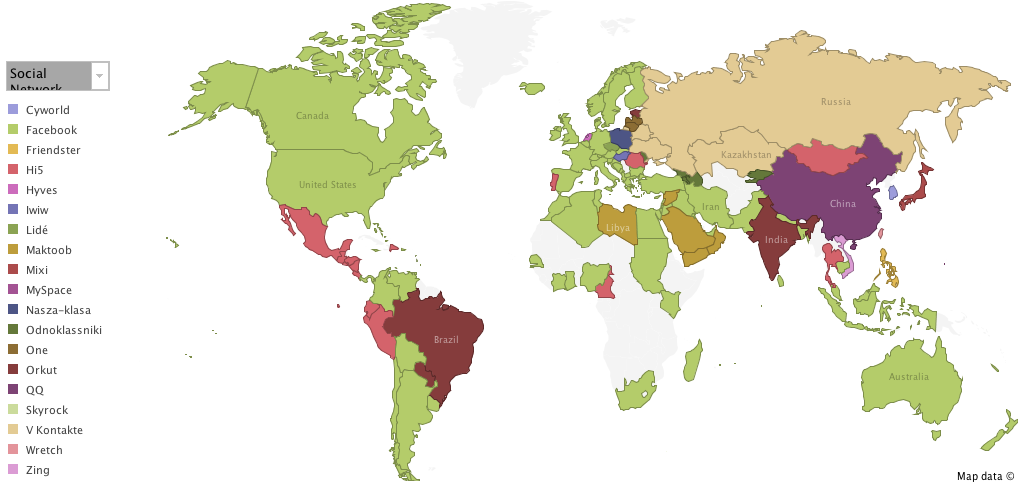 Social
Network
Cyworld
Facebook
Friendster
Hi5
Hyves
Iwiw
Lidé
Maktoob
Mixi
MySpace
Nasza-klasa
Odnoklassniki
One
Orkut
QQ
Skyrock
V Kontakte
Wretch
Zing
Canada
United States
Brazil
Russia
Kazakhstan
Iran
Libya
China
India
Australia
Map data ©